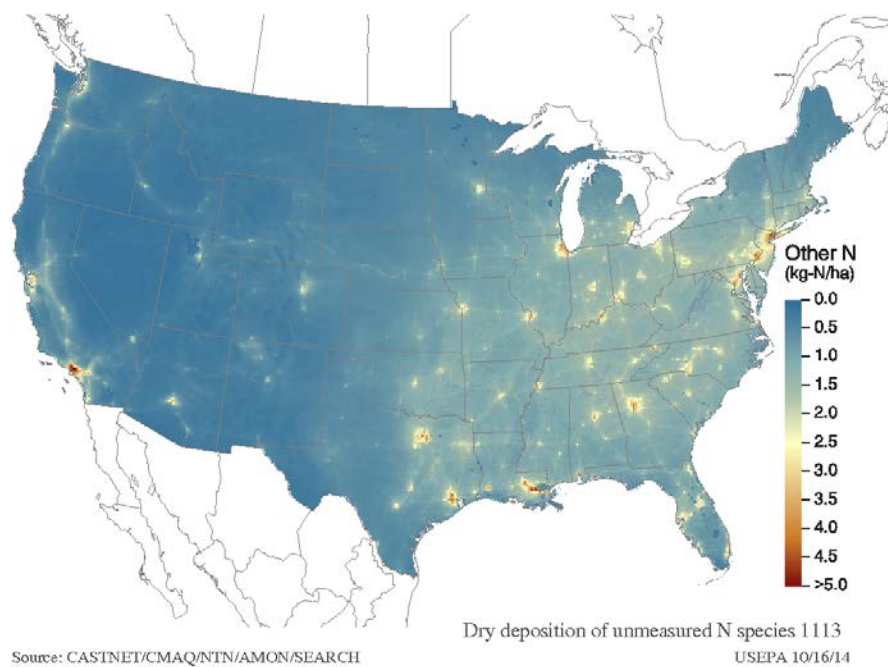 Other N
(kg-N/ha)
0.0
0.5
1.0
1.5
2.0
2.5
3.0
3.5
4.0
4.5
>5.0
Dry deposition of unmeasured N species 1113
Source: CASTNET/CMAQ/NTN/AMON/SEARCH
USEPA 10/16/14